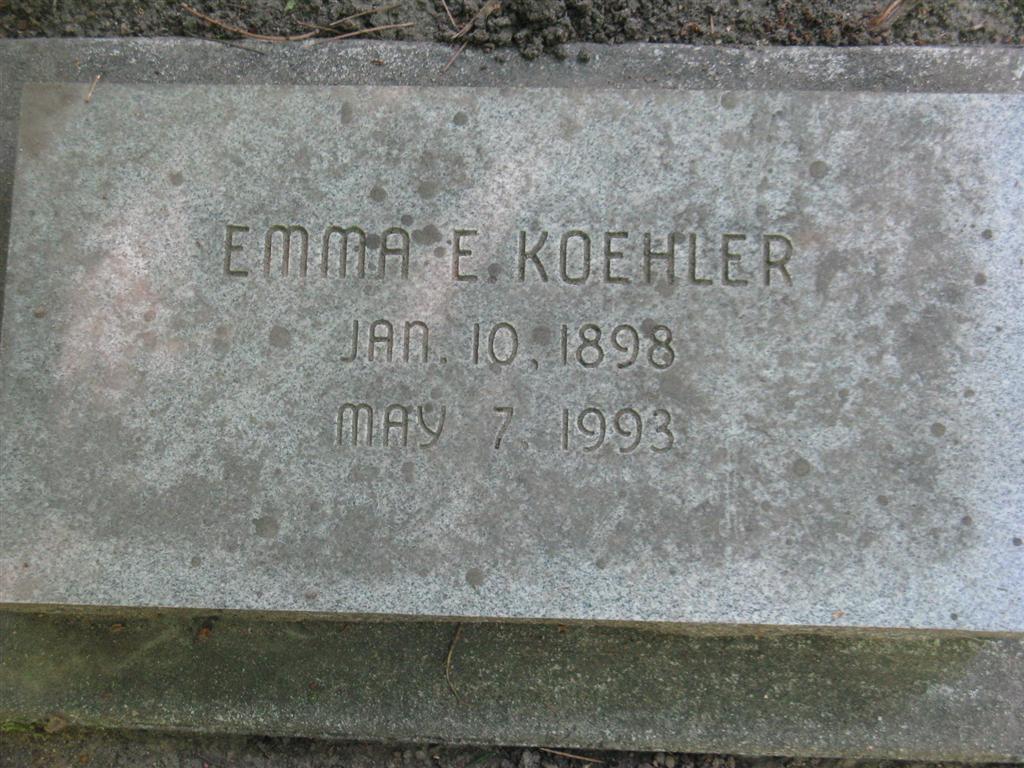 EMMA E. KOEHLER
JAN. 10, 1898
MAY 7, 1993